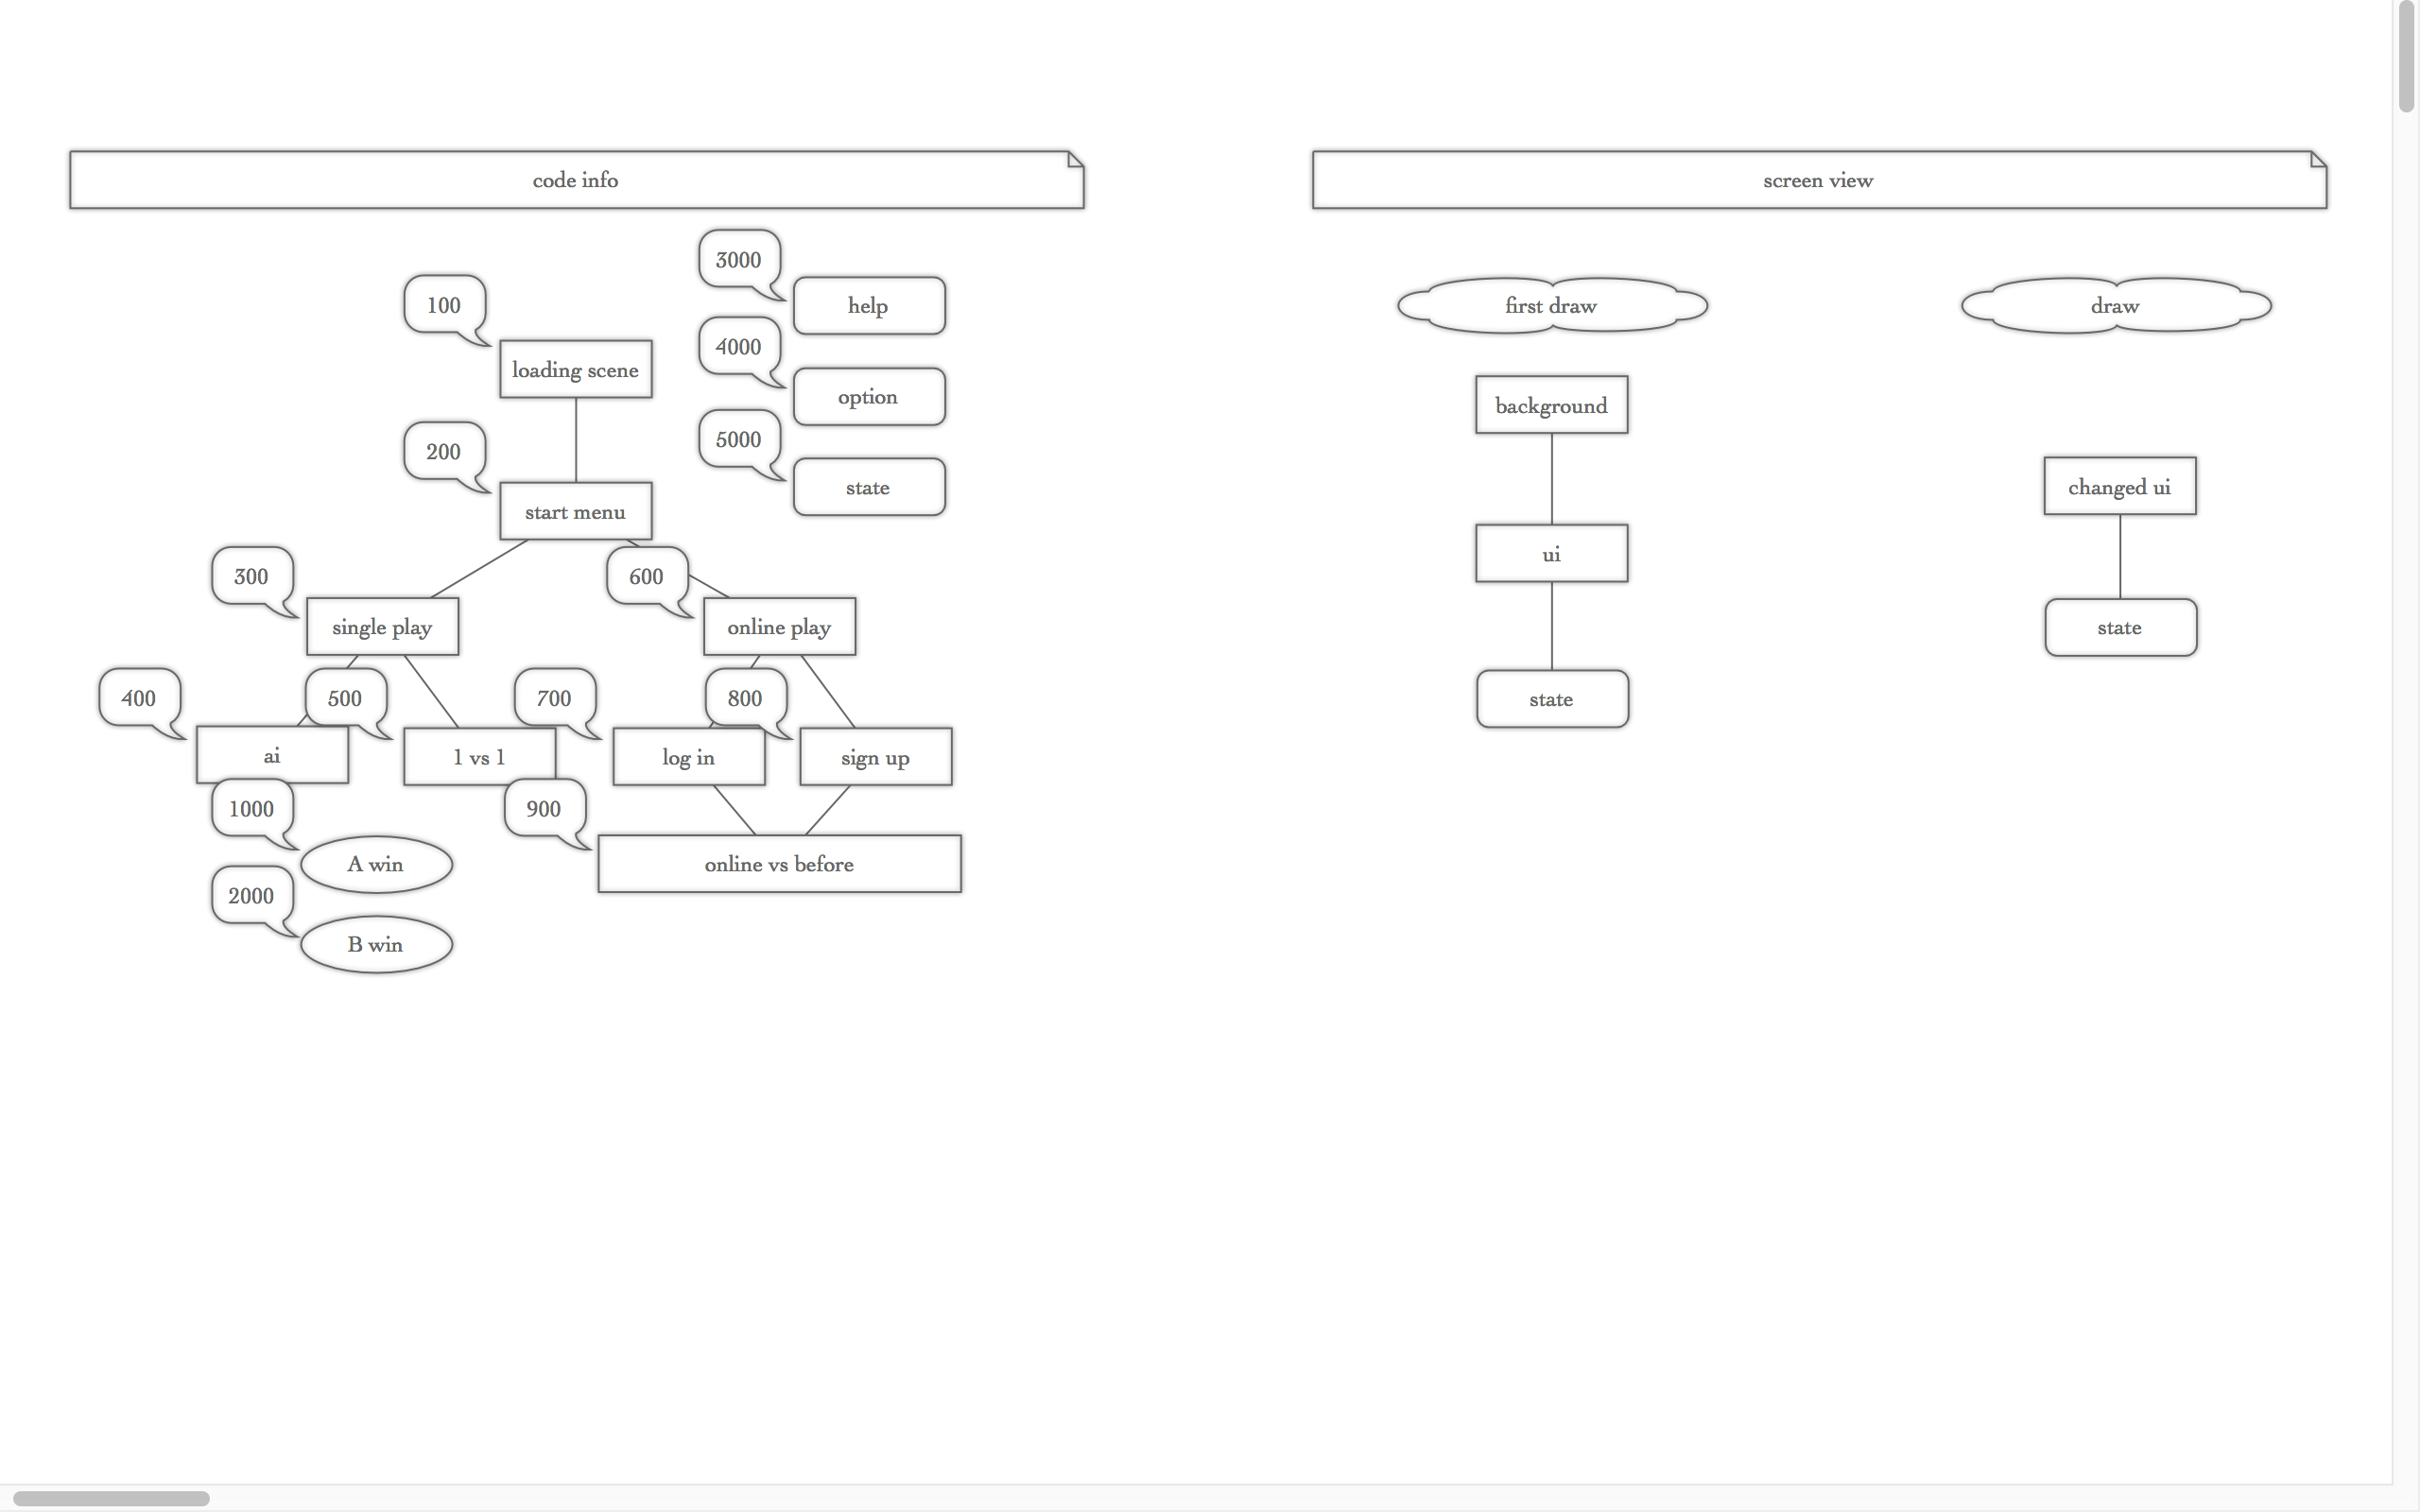 code info
screen view
3000
help
100
4000
loading scene
option
200
5000
state
start menu
300
600
single play
online play
400
500
700
800
ai
1 vs 1
log in
sign up
1000
900
A win
online vs before
2000
B win
first draw
draw
background
changed ui
ui
state
state